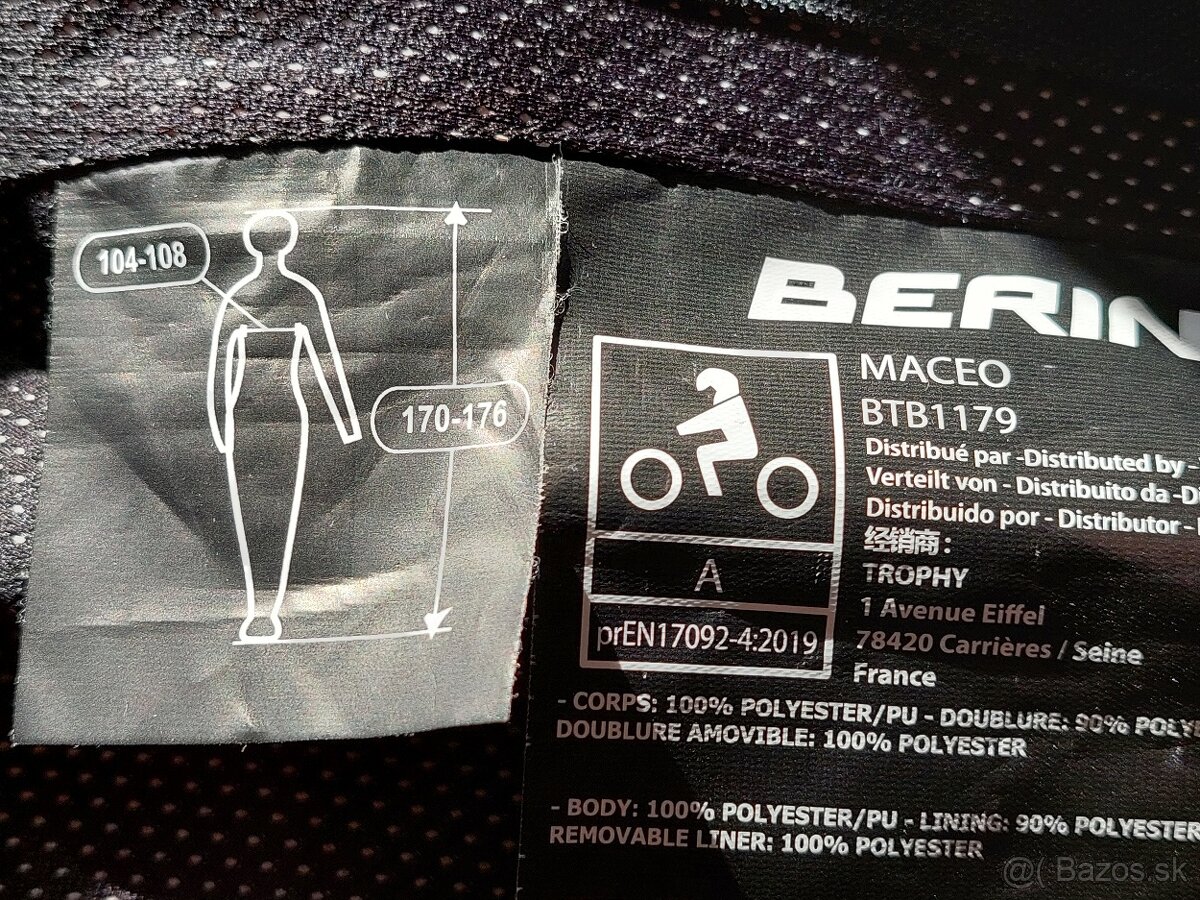 104-108
170-176
BERIN
MACEO
BTB1179
Distribué par -Distributed by -
Verteilt von - Distribuito da -D
Distribuido por - Distributor -
经销商：
TROPHY
1 Avenue Eiffel
78420 Carrières / Seine
France
A
prEN17092-4:2019
- CORPS: 100% POLYESTER/PU - DOUBLURE: 90% POLYE
DOUBLURE AMOVIBLE: 100% POLYESTER
- BODY: 100% POLYESTER/PU - LINING: 90% POLYESTER
REMOVABLE LINER: 100% POLYESTER
@( Bazos.sk